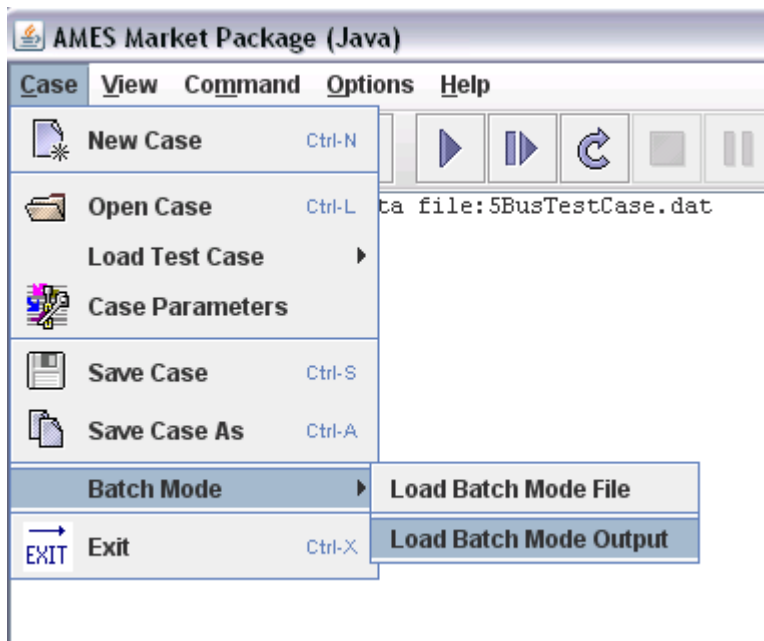 AMES Market Package (Java)
Case View Command Options Help
New Case Ctrl-N
Open Case Ctrl-L
ta file:5BusTestCase.dat
Load Test Case
Case Parameters
Save Case Ctrl-S
Save Case As Ctrl-A
Batch Mode
Load Batch Mode File
EXIT Exit Ctrl-X
Load Batch Mode Output